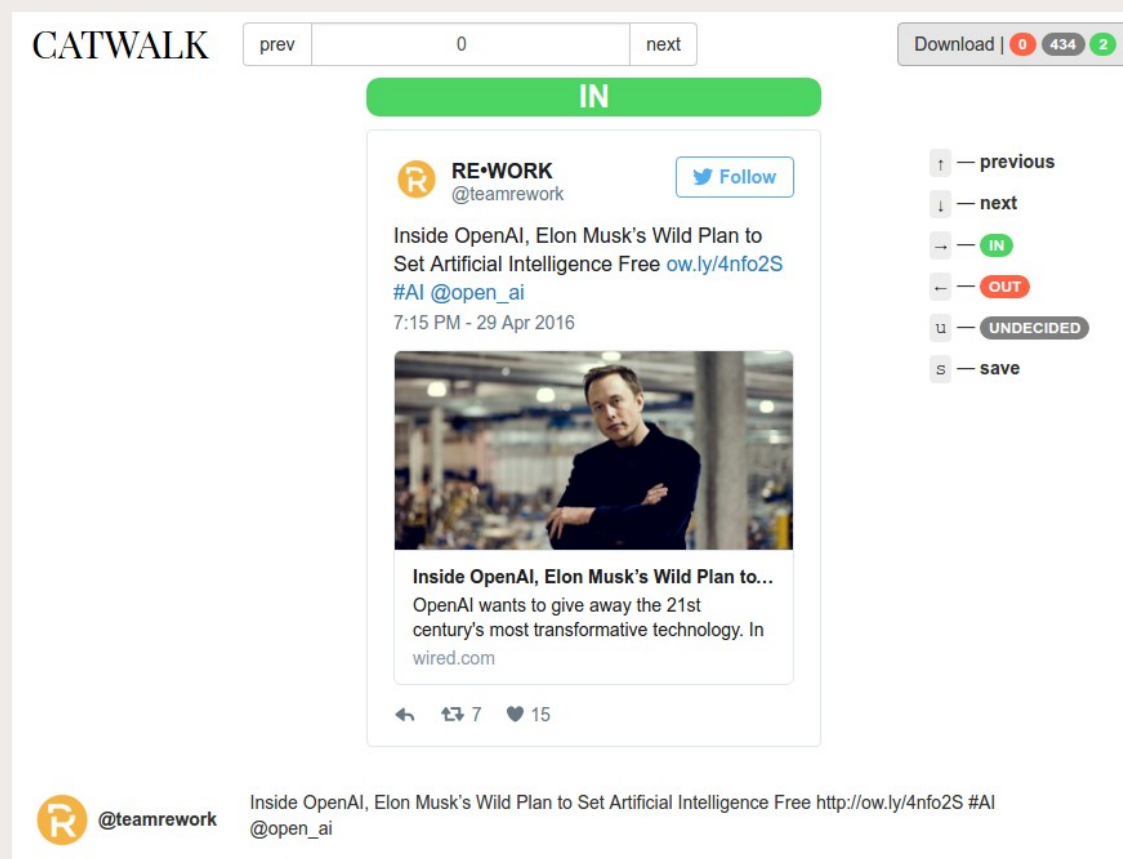 CATWALK prev 0 next Download | 0 434 2
IN
RE•WORK
@teamrework
Follow
Inside OpenAI, Elon Musk’s Wild Plan to
Set Artificial Intelligence Free ow.ly/4nfo2S
#AI @open_ai
7:15 PM - 29 Apr 2016
Inside OpenAI, Elon Musk’s Wild Plan to…
OpenAI wants to give away the 21st
century's most transformative technology. In
wired.com
7 15
↑ — previous
↓ — next
→ — IN
← — OUT
u — UNDECIDED
s — save
@teamrework
Inside OpenAI, Elon Musk’s Wild Plan to Set Artificial Intelligence Free http://ow.ly/4nfo2S #AI
@open_ai